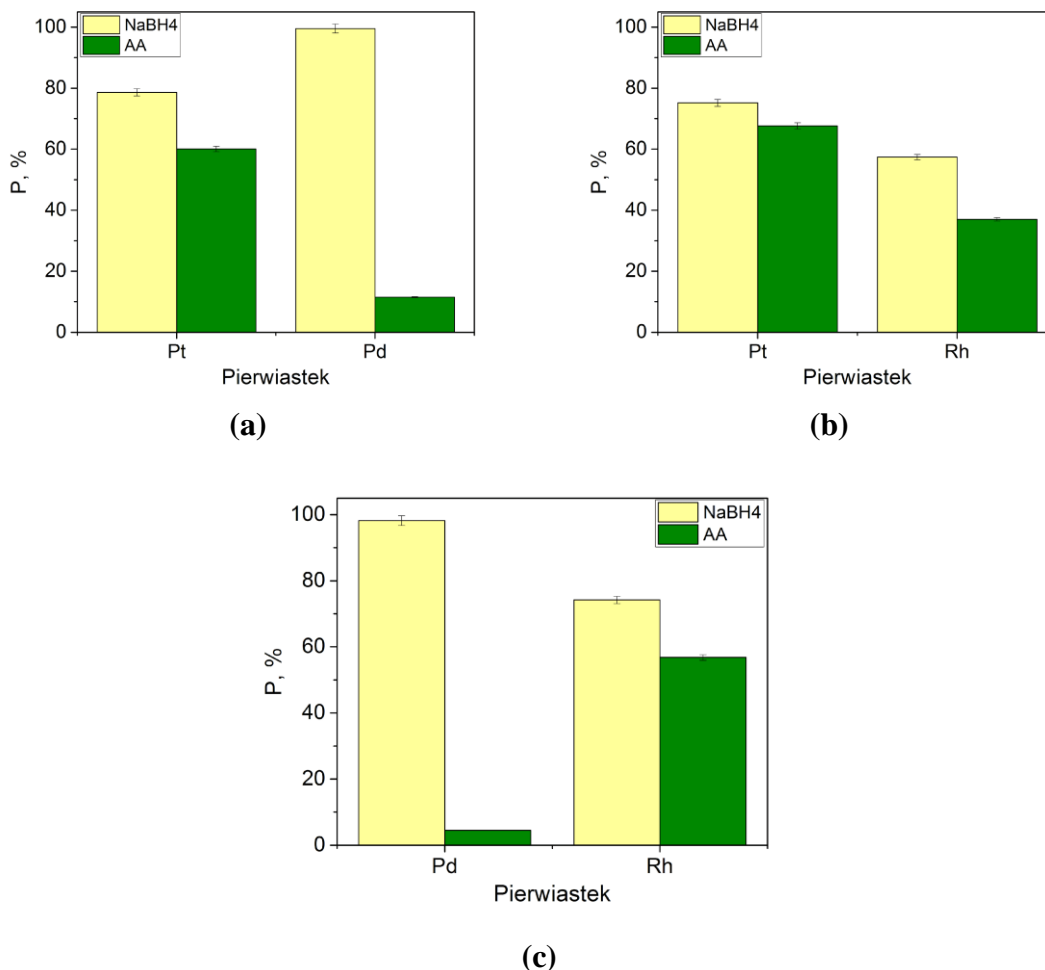 NaBH4
AA
100
80
60
40
20
0
P, %
Pt
Pd
Pierwiastek
(a)
NaBH4
AA
100
80
60
40
20
0
P, %
Pt
Rh
Pierwiastek
(b)
NaBH4
AA
100
80
60
40
20
0
P, %
Pd
Rh
Pierwiastek
(c)